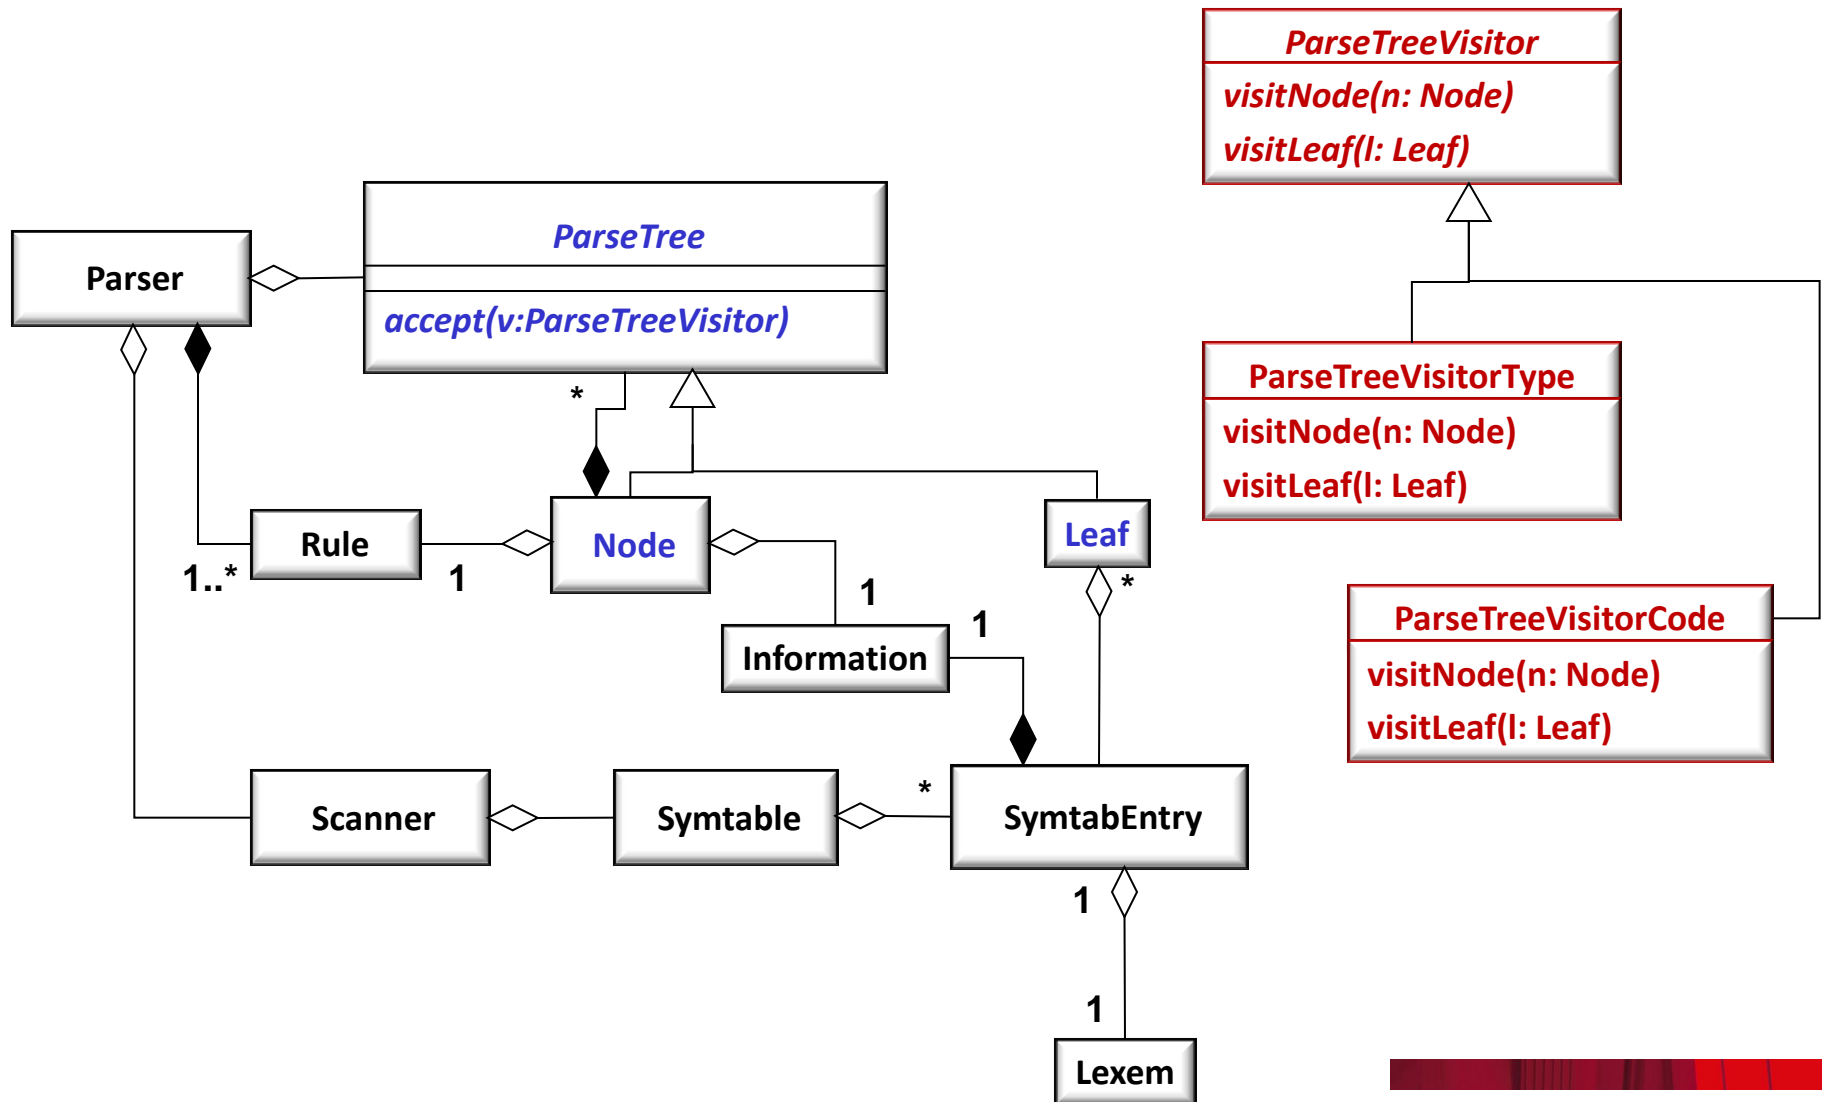 ParseTreeVisitor
visitNode(n: Node)
visitLeaf(l: Leaf)
ParseTree
accept(v:ParseTreeVisitor)
Parser
*
ParseTreeVisitorType
visitNode(n: Node)
visitLeaf(l: Leaf)
Rule
1..*
1
Node
Leaf
*
1
1
Information
ParseTreeVisitorCode
visitNode(n: Node)
visitLeaf(l: Leaf)
Scanner
Symtable
*
SymtabEntry
1
1
Lexem